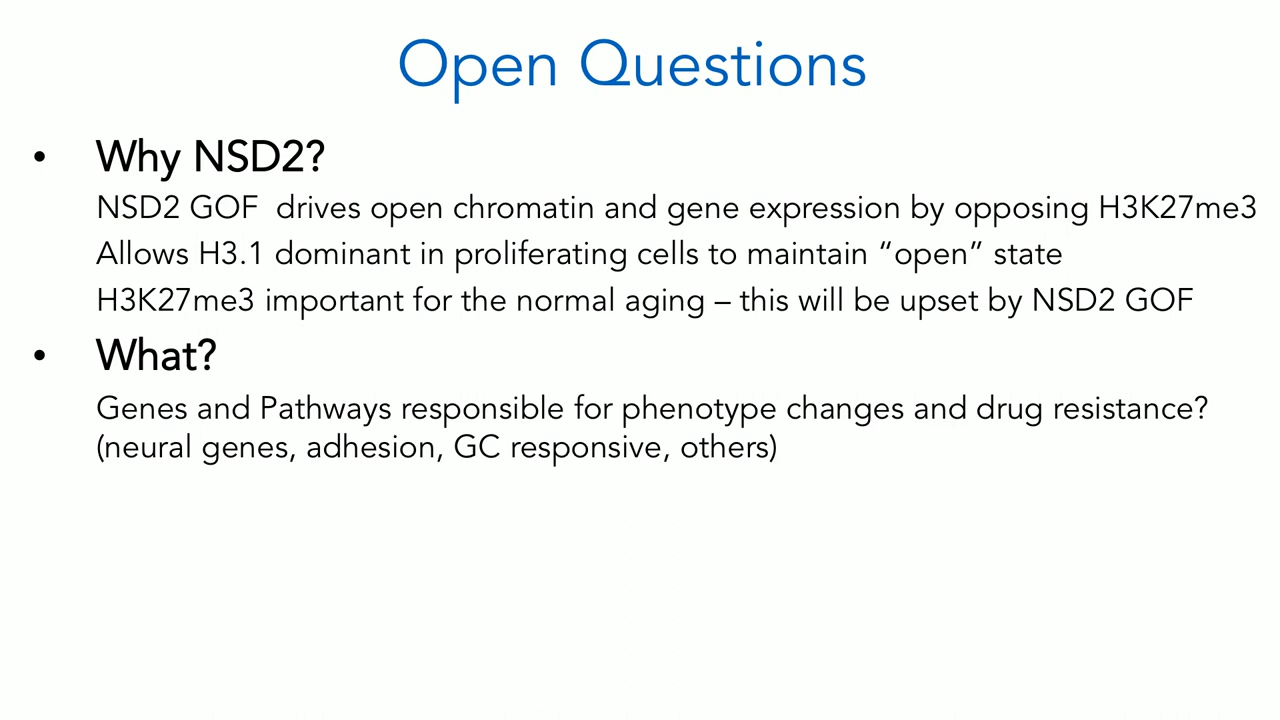 Open Questions
• Why NSD2?
NSD2 GOF  drives open chromatin and gene expression by opposing H3K27me3
Allows H3.1 dominant in proliferating cells to maintain “open” state
H3K27me3 important for the normal aging – this will be upset by NSD2 GOF
• What?
Genes and Pathways responsible for phenotype changes and drug resistance?
(neural genes, adhesion, GC responsive, others)